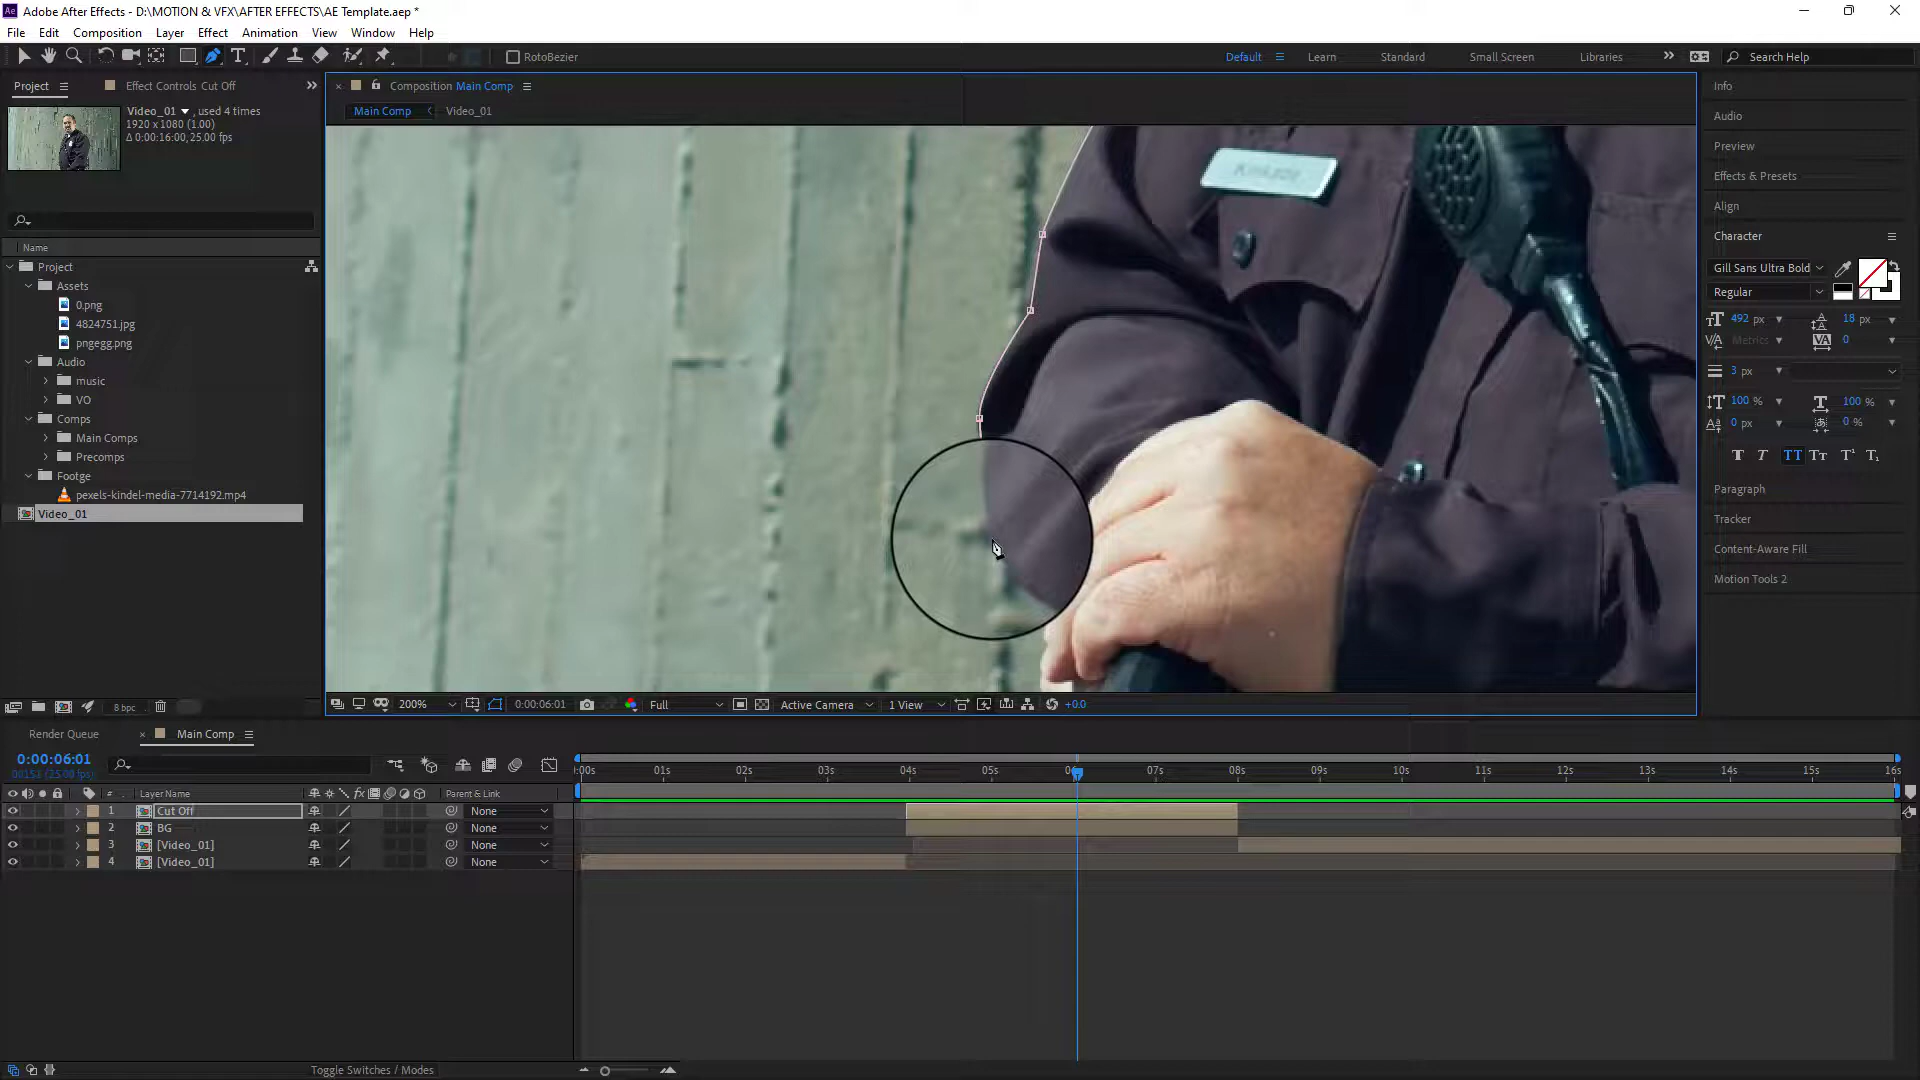 Adobe After Effects - D:\MOTION & VFX\AFTER EFFECTS\AE Template.aep *
File Edit Composition Layer Effect Animation View Window Help
RotoBezier
Default Learn Standard Small Screen Libraries Search Help
Project Effect Controls Cut Off
Video_01 , used 4 times
1920 x 1080 (1.00)
Δ 0:00:16:00, 25.00 fps
Name
Project
Assets
0.png
4824751.jpg
pngegg.png
Audio
music
VO
Comps
Main Comps
Precomps
Footge
pexels-kindel-media-7714192.mp4
Video_01
8 bpc
Composition Main Comp
Main Comp Video_01
200% 0:00:06:01 Full Active Camera 1 View +0.0
Info
Audio
Preview
Effects & Presets
Align
Character
Gill Sans Ultra Bold
Regular
492 px 18 px
Metrics 0
3 px
100 % 100 %
0 px 0 %
T T TT Tt T¹ T₁
Paragraph
Tracker
Content-Aware Fill
Motion Tools 2
Render Queue Main Comp
0:00:06:01
00151 (25.00 fps)
:00s 01s 02s 03s 04s 05s 07s 08s 09s 10s 11s 12s 13s 14s 15s 16s
# Layer Name Parent & Link
1 Cut Off None
2 BG None
3 [Video_01] None
4 [Video_01] None
Toggle Switches / Modes